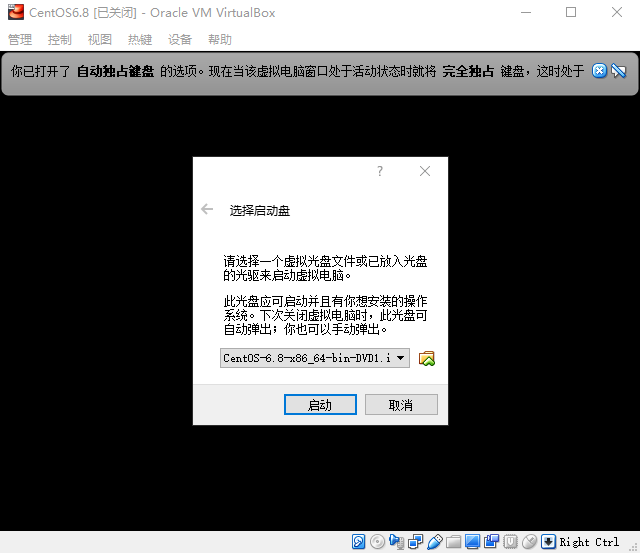 CentOS6.8 [已关闭] - Oracle VM VirtualBox
管理 控制 视图 热键 设备 帮助
你已打开了 自动独占键盘 的选项。现在当该虚拟电脑窗口处于活动状态时就将 完全独占 键盘，这时处于
?
选择启动盘
请选择一个虚拟光盘文件或已放入光盘
的光驱来启动虚拟电脑。
此光盘应可启动并且有你想安装的操作
系统。下次关闭虚拟电脑时，此光盘可
自动弹出；你也可以手动弹出。
CentOS-6.8-x86_64-bin-DVD1.i
启动 取消
Right Ctrl